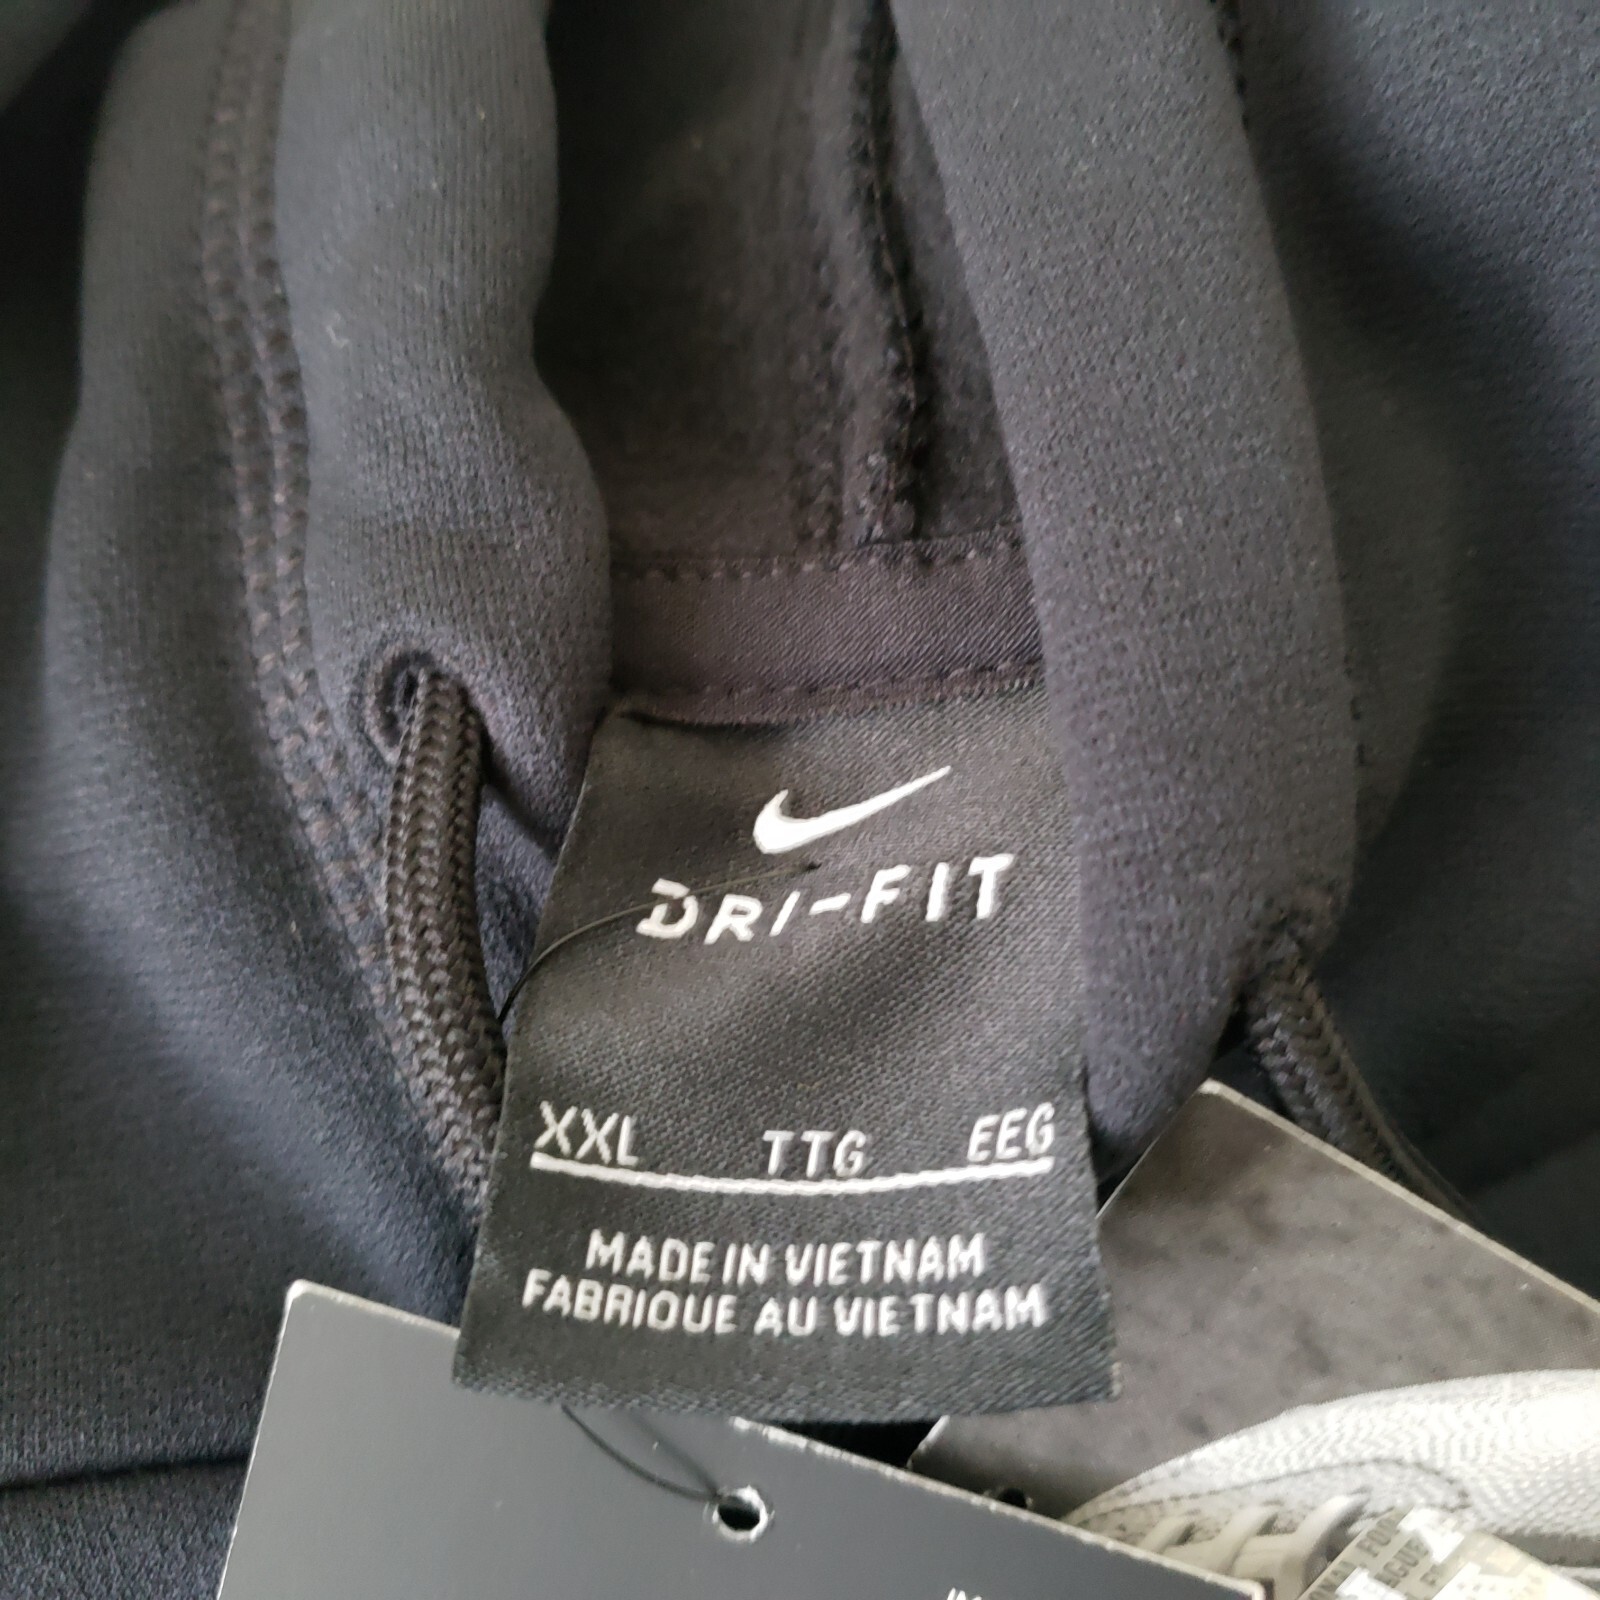 DRI-FIT
XXL TTG EEG
MADE IN VIETNAM
FABRIQUE AU VIETNAM